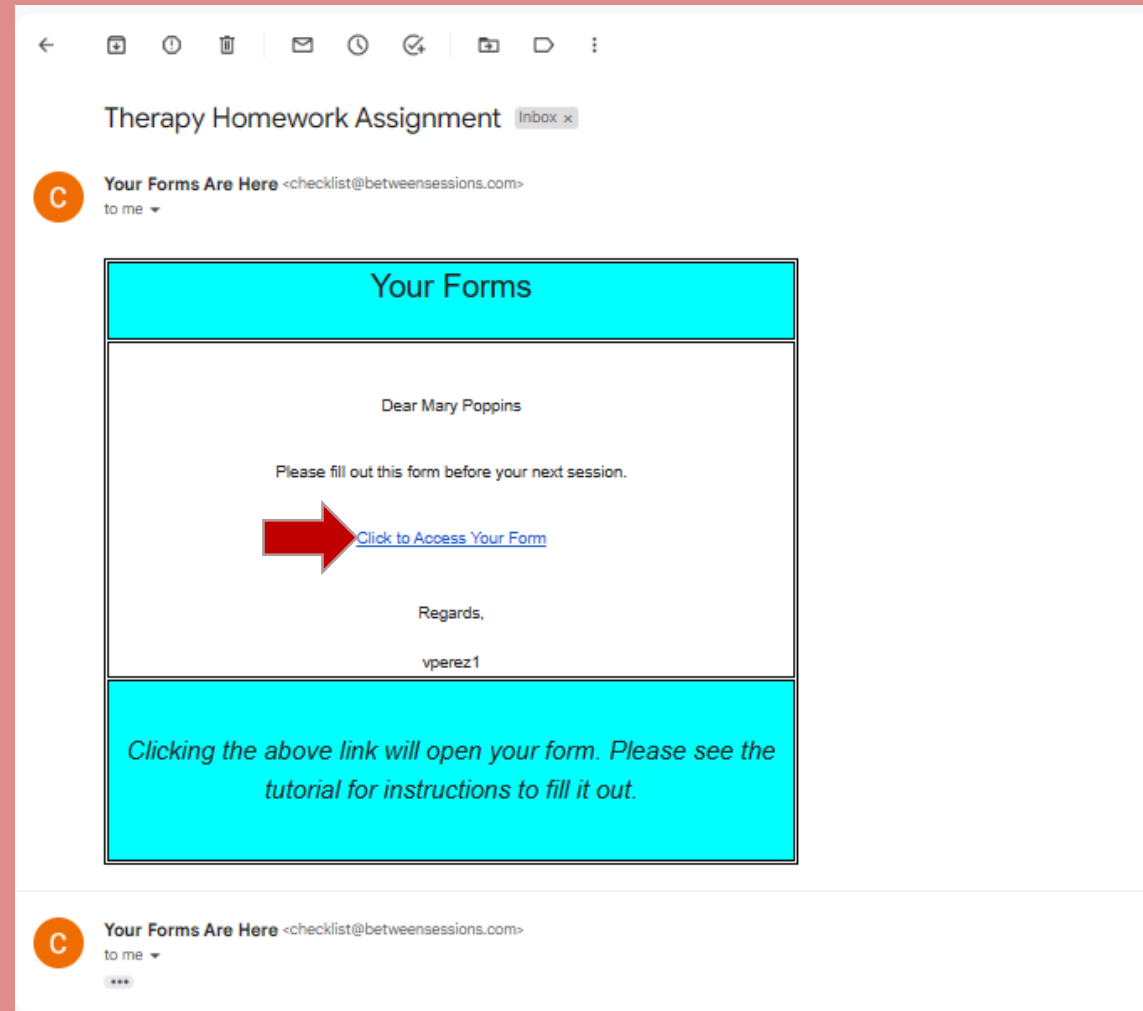 Therapy Homework Assignment Inbox x
C
Your Forms Are Here <checklist@betweensessions.com>
to me
Your Forms
Dear Mary Poppins
Please fill out this form before your next session.
Click to Access Your Form
Regards,
vperez1
Clicking the above link will open your form. Please see the
tutorial for instructions to fill it out.
C
Your Forms Are Here <checklist@betweensessions.com>
to me